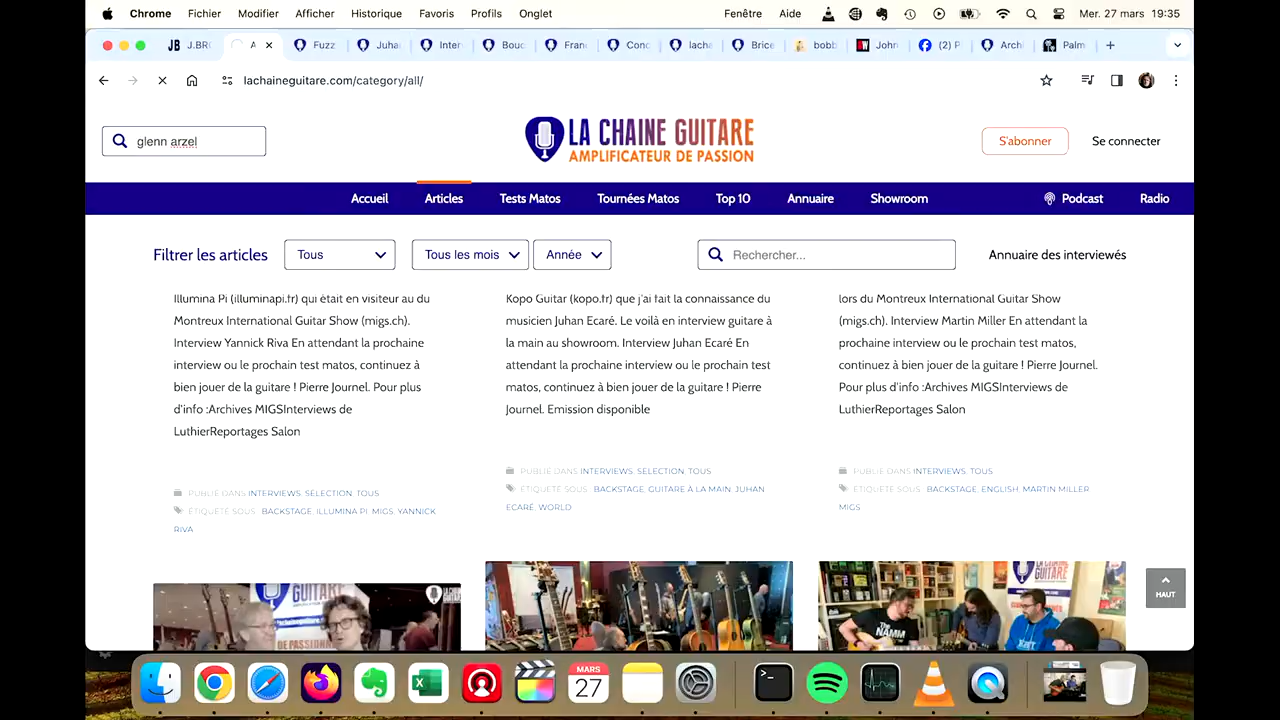 Chrome Fichier Modifier Afficher Historique Favoris Profils Onglet Fenêtre Aide Mer. 27 mars 19:35
JB J.BR A Fuzz Juha Inter Bouc Fran Conc lacha Brice bobb John (2) P Archi Palm
lachaineguitare.com/category/all/
glenn arzel
LA CHAINE GUITARE
AMPLIFICATEUR DE PASSION
S'abonner Se connecter
Accueil Articles Tests Matos Tournées Matos Top 10 Annuaire Showroom Podcast Radio
Filtrer les articles Tous Tous les mois Année Rechercher... Annuaire des interviewés
Illumina Pi (illuminapi.fr) qui était en visiteur au du
Montreux International Guitar Show (migs.ch).
Interview Yannick Riva En attendant la prochaine
interview ou le prochain test matos, continuez à
bien jouer de la guitare ! Pierre Journel. Pour plus
d'info :Archives MIGSInterviews de
LuthierReportages Salon
PUBLIÉ DANS INTERVIEWS, SÉLECTION, TOUS
ÉTIQUETÉ SOUS : BACKSTAGE, ILLUMINA PI, MIGS, YANNICK
RIVA
Kopo Guitar (kopo.fr) que j'ai fait la connaissance du
musicien Juhan Ecaré. Le voilà en interview guitare à
la main au showroom. Interview Juhan Ecaré En
attendant la prochaine interview ou le prochain test
matos, continuez à bien jouer de la guitare ! Pierre
Journel. Emission disponible
PUBLIÉ DANS INTERVIEWS, SÉLECTION, TOUS
ÉTIQUETÉ SOUS : BACKSTAGE, GUITARE À LA MAIN, JUHAN
ECARÉ, WORLD
lors du Montreux International Guitar Show
(migs.ch). Interview Martin Miller En attendant la
prochaine interview ou le prochain test matos,
continuez à bien jouer de la guitare ! Pierre Journel.
Pour plus d'info :Archives MIGSInterviews de
LuthierReportages Salon
PUBLIÉ DANS INTERVIEWS, TOUS
ÉTIQUETÉ SOUS : BACKSTAGE, ENGLISH, MARTIN MILLER,
MIGS
GUITARE
THE NAMM
HAUT
MARS
27